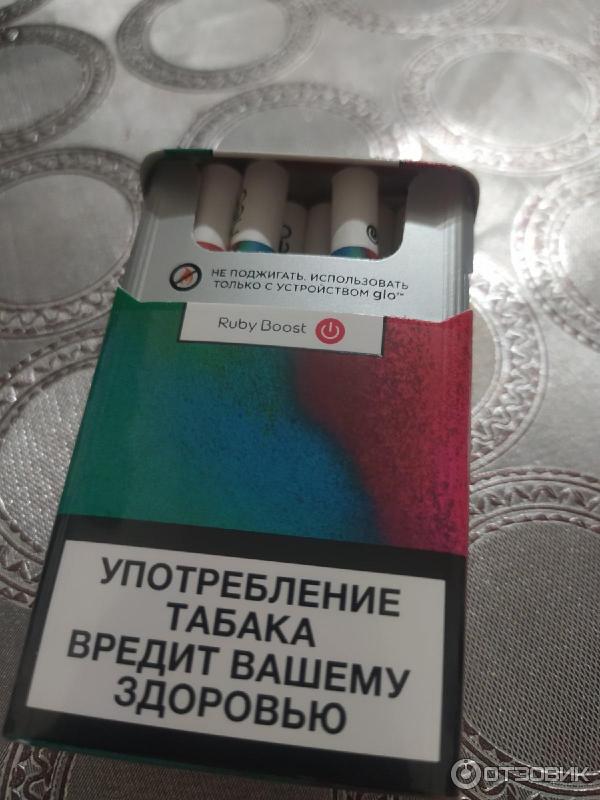 НЕ ПОДЖИГАТЬ. ИСПОЛЬЗОВАТЬ
ТОЛЬКО С УСТРОЙСТВОМ glo™
Ruby Boost
УПОТРЕБЛЕНИЕ
ТАБАКА
ВРЕДИТ ВАШЕМУ
ЗДОРОВЬЮ
ОТЗОВИК